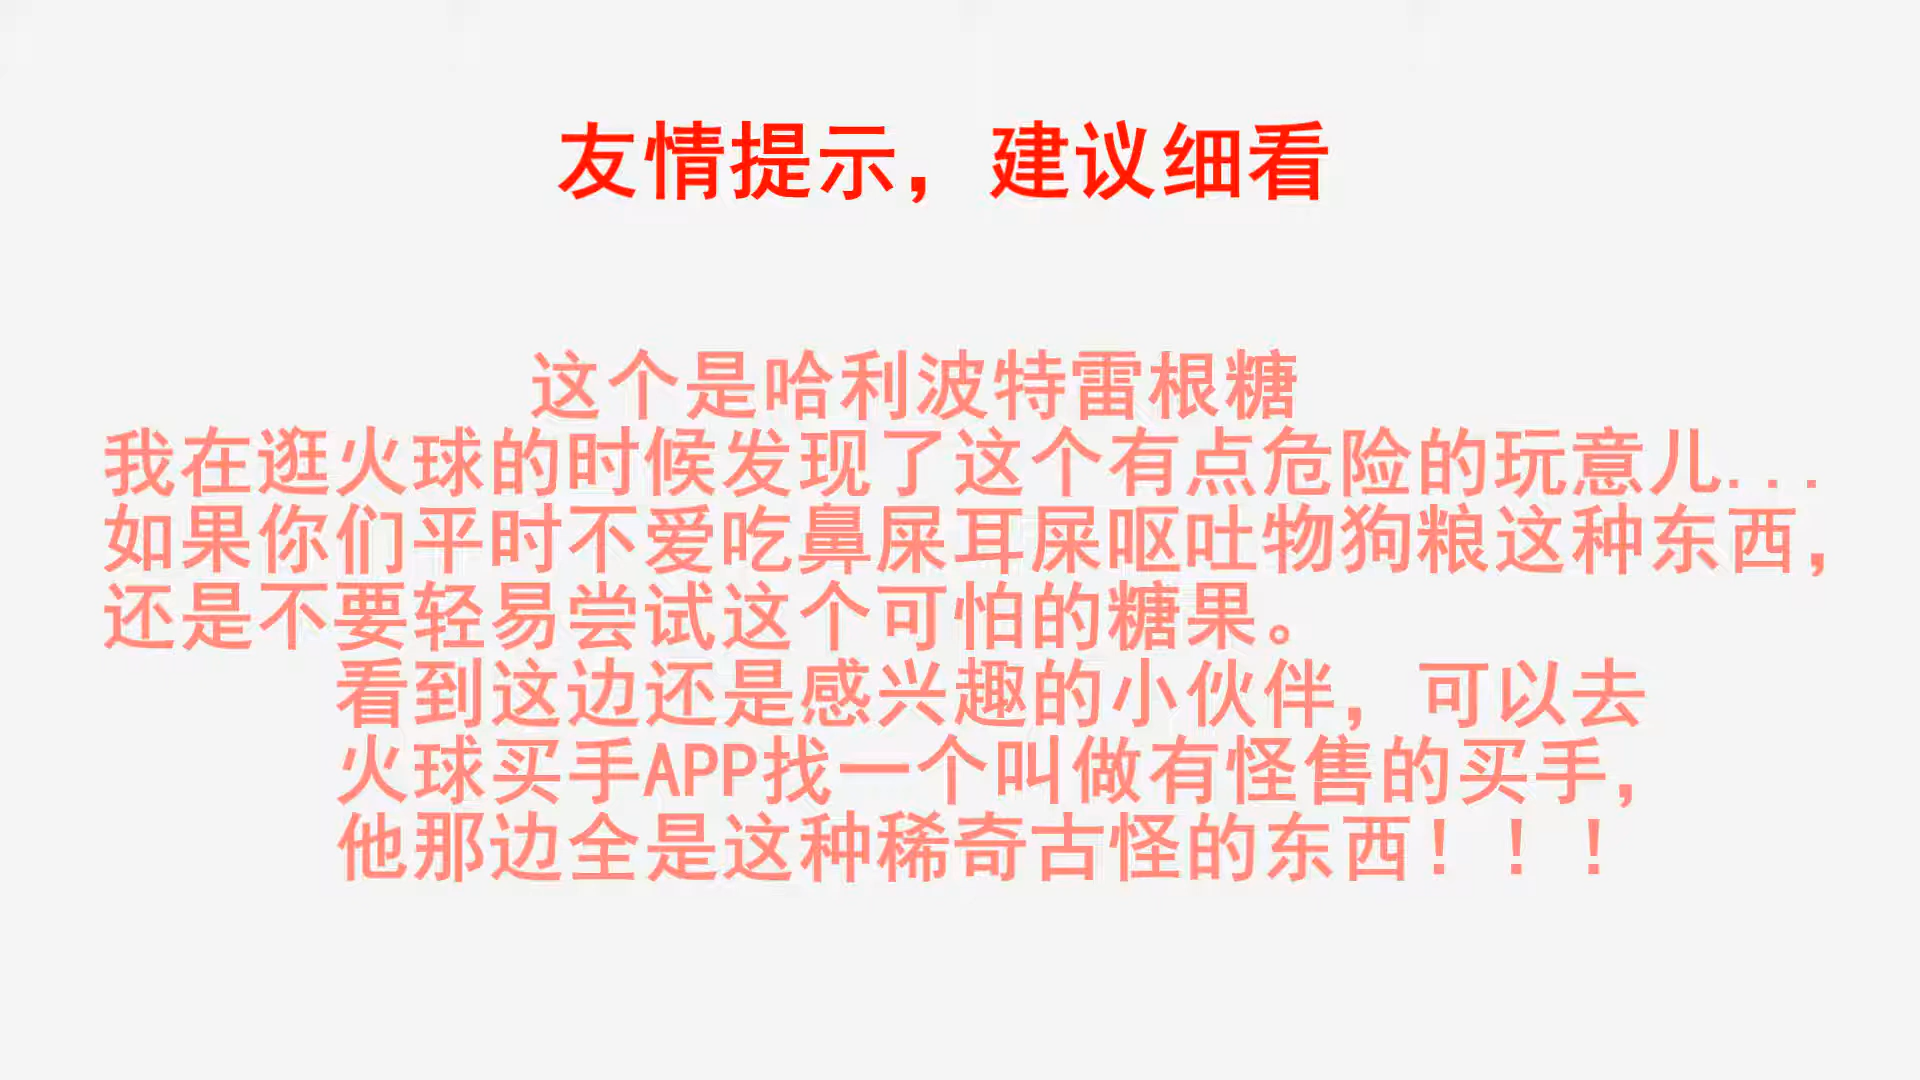 友情提示，建议细看
这个是哈利波特雷根糖
我在逛火球的时候发现了这个有点危险的玩意儿...
如果你们平时不爱吃鼻屎耳屎呕吐物狗粮这种东西，
还是不要轻易尝试这个可怕的糖果。
看到这边还是感兴趣的小伙伴，可以去
火球买手APP找一个叫做有怪售的买手，
他那边全是这种稀奇古怪的东西！！！